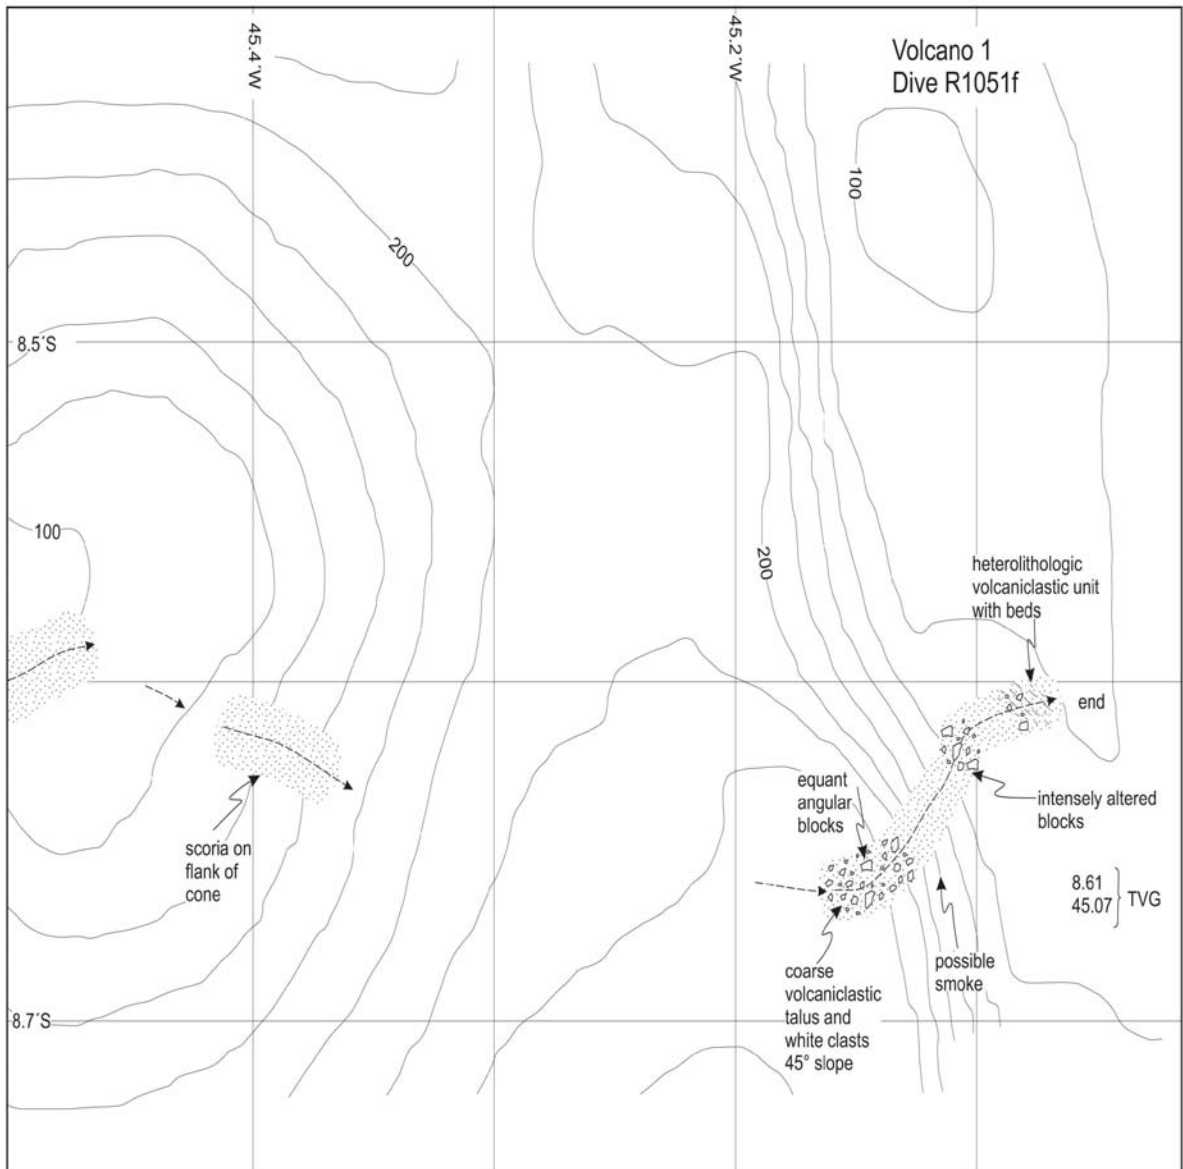 45.4´W
45.2´W
Volcano 1
Dive R1051f
100
200
8.5´S
100
200
heterolithologic
volcaniclastic unit
with beds
end
equant
angular
blocks
intensely altered
blocks
scoria on
flank of
cone
8.61
45.07
TVG
possible
smoke
coarse
volcaniclastic
talus and
white clasts
45° slope
8.7´S